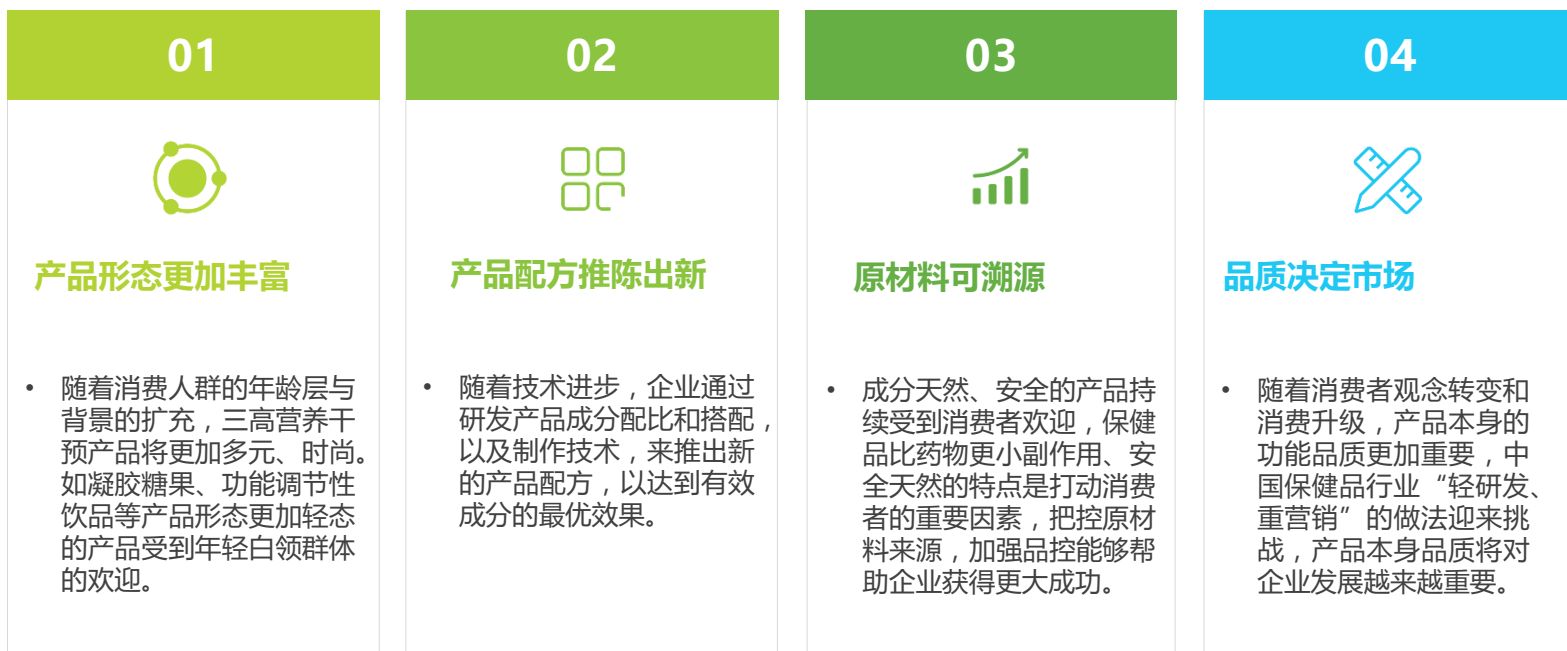 01
产品形态更加丰富
• 随着消费人群的年龄层与
背景的扩充，三高营养干
预产品将更加多元、时尚。
如凝胶糖果、功能调节性
饮品等产品形态更加轻态
的产品受到年轻白领群体
的欢迎。
02
产品配方推陈出新
• 随着技术进步，企业通过
研发产品成分配比和搭配，
以及制作技术，来推出新
的产品配方，以达到有效
成分的最优效果。
03
原材料可溯源
• 成分天然、安全的产品持
续受到消费者欢迎，保健
品比药物更小副作用、安
全天然的特点是打动消费
者的重要因素，把控原材
料来源，加强品控能够帮
助企业获得更大成功。
04
品质决定市场
• 随着消费者观念转变和
消费升级，产品本身的
功能品质更加重要，中
国保健品行业“轻研发、
重营销”的做法迎来挑
战，产品本身品质将对
企业发展越来越重要。